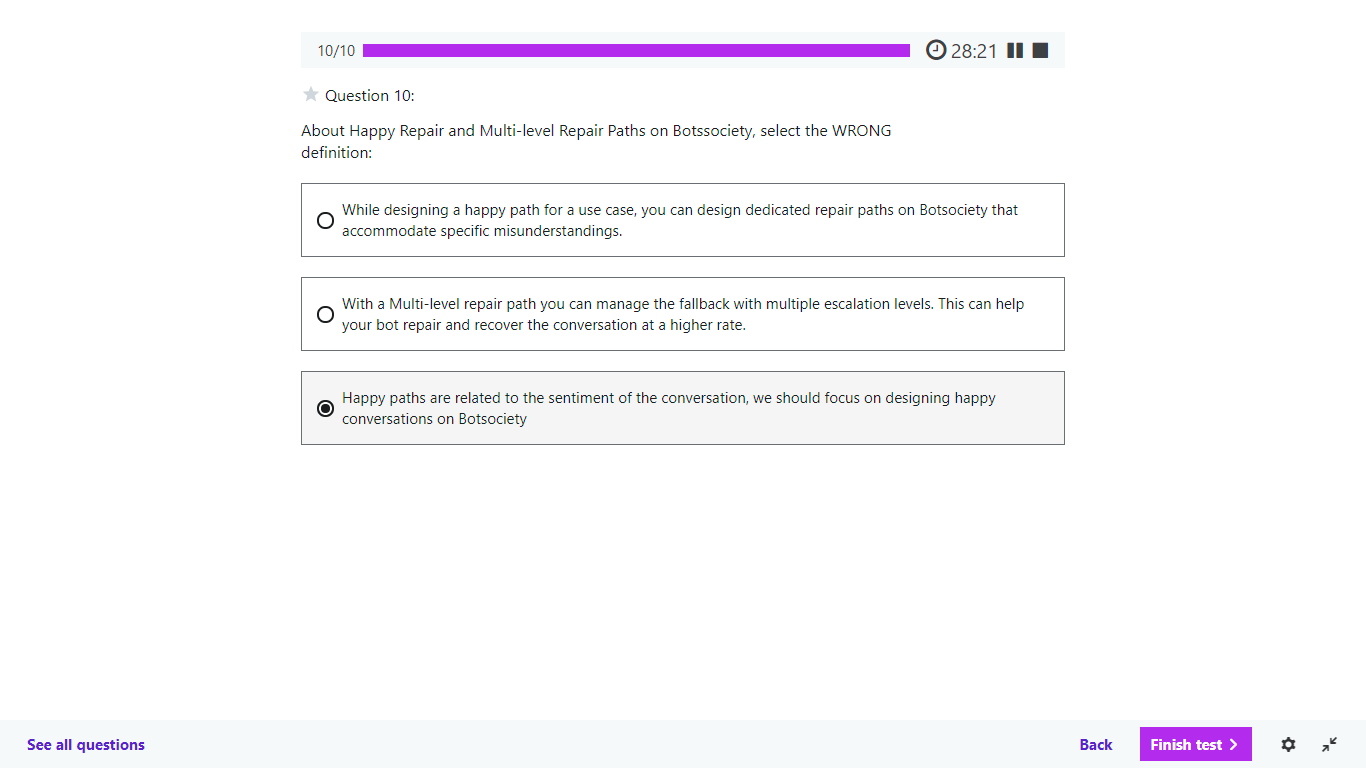 10/10
28:21
Question 10:
About Happy Repair and Multi-level Repair Paths on Botssociety, select the WRONG
definition:
While designing a happy path for a use case, you can design dedicated repair paths on Botsociety that
accommodate specific misunderstandings.
With a Multi-level repair path you can manage the fallback with multiple escalation levels. This can help
your bot repair and recover the conversation at a higher rate.
Happy paths are related to the sentiment of the conversation, we should focus on designing happy
conversations on Botsociety
See all questions
Back
Finish test